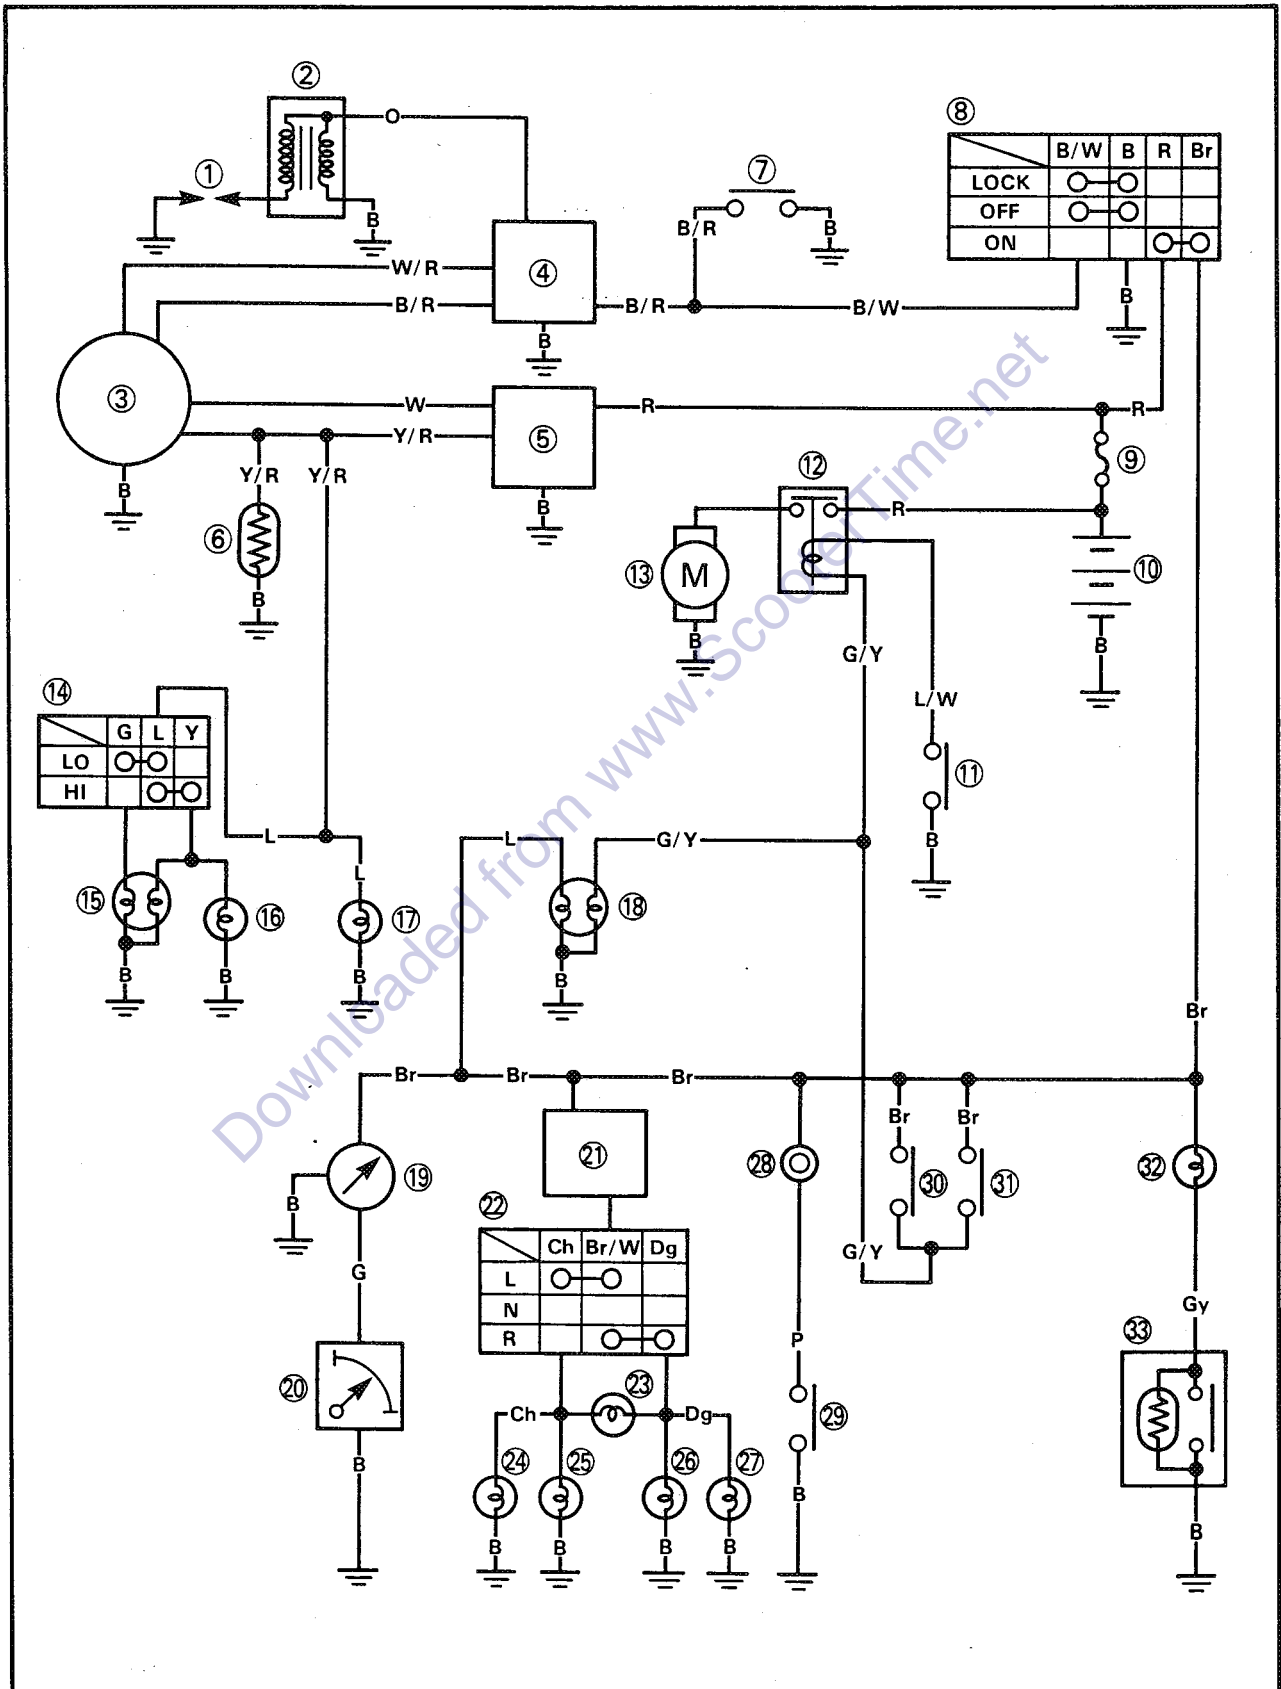 ②
O
⑧
B/W B R Br
LOCK
OFF
ON
①
B
⑦
B/R
B
W/R
④
B/R
B/R
B/W
B
B
③
W
⑤
R
R
Y/R
B
Y/R
Y/R
B
⑨
⑫
R
⑥
B
⑬
M
B
⑩
B
G/Y
L/W
⑭
G L Y
LO
HI
⑪
B
L
L
L
G/Y
⑮
⑯
⑰
⑱
B
B
B
B
Br
Br
Br
Br
Br
Br
⑲
B
㉑
㉘
㉚
㉛
㉜
㉒
Ch Br/W Dg
L
N
R
G
G/Y
Gy
㉝
P
⑳
㉓
Ch
Dg
㉙
㉔
㉕
㉖
㉗
B
B
B
B
B
B
B
Downloaded from www.ScooterTime.net